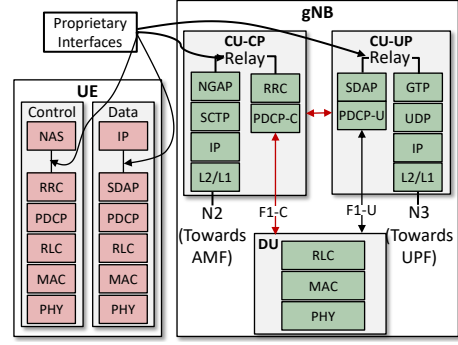 Proprietary
Interfaces
gNB
CU-CP
Relay
NGAP
SCTP
IP
L2/L1
RRC
PDCP-C
CU-UP
Relay
SDAP
PDCP-U
GTP
UDP
IP
L2/L1
UE
Control
NAS
RRC
PDCP
RLC
MAC
PHY
Data
IP
SDAP
PDCP
RLC
MAC
PHY
N2
(Towards
AMF)
F1-C
F1-U
N3
(Towards
UPF)
DU
RLC
MAC
PHY